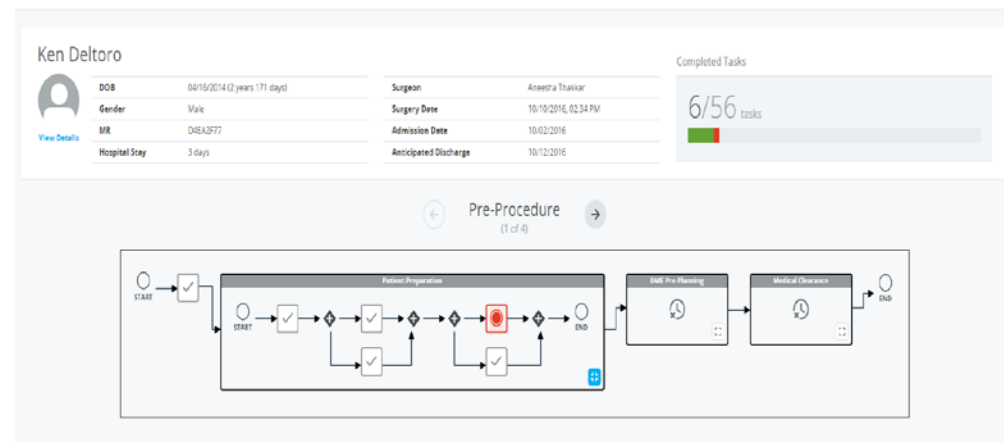 Ken Deltoro
Completed Tasks
DOB 04/15/2014 (2 years 171 days) Surgeon Aneesha Thakkar
6/56 tasks
Gender Male Surgery Date 10/10/2016, 02:34 PM
View Details
MR D4EA2F77 Admission Date 10/02/2016
Hospital Stay 3 days Anticipated Discharge 10/12/2016
Pre-Procedure
(1 of 4)
Patient Preparation DME Pre-Planning Medical Clearance
START
END
START
END